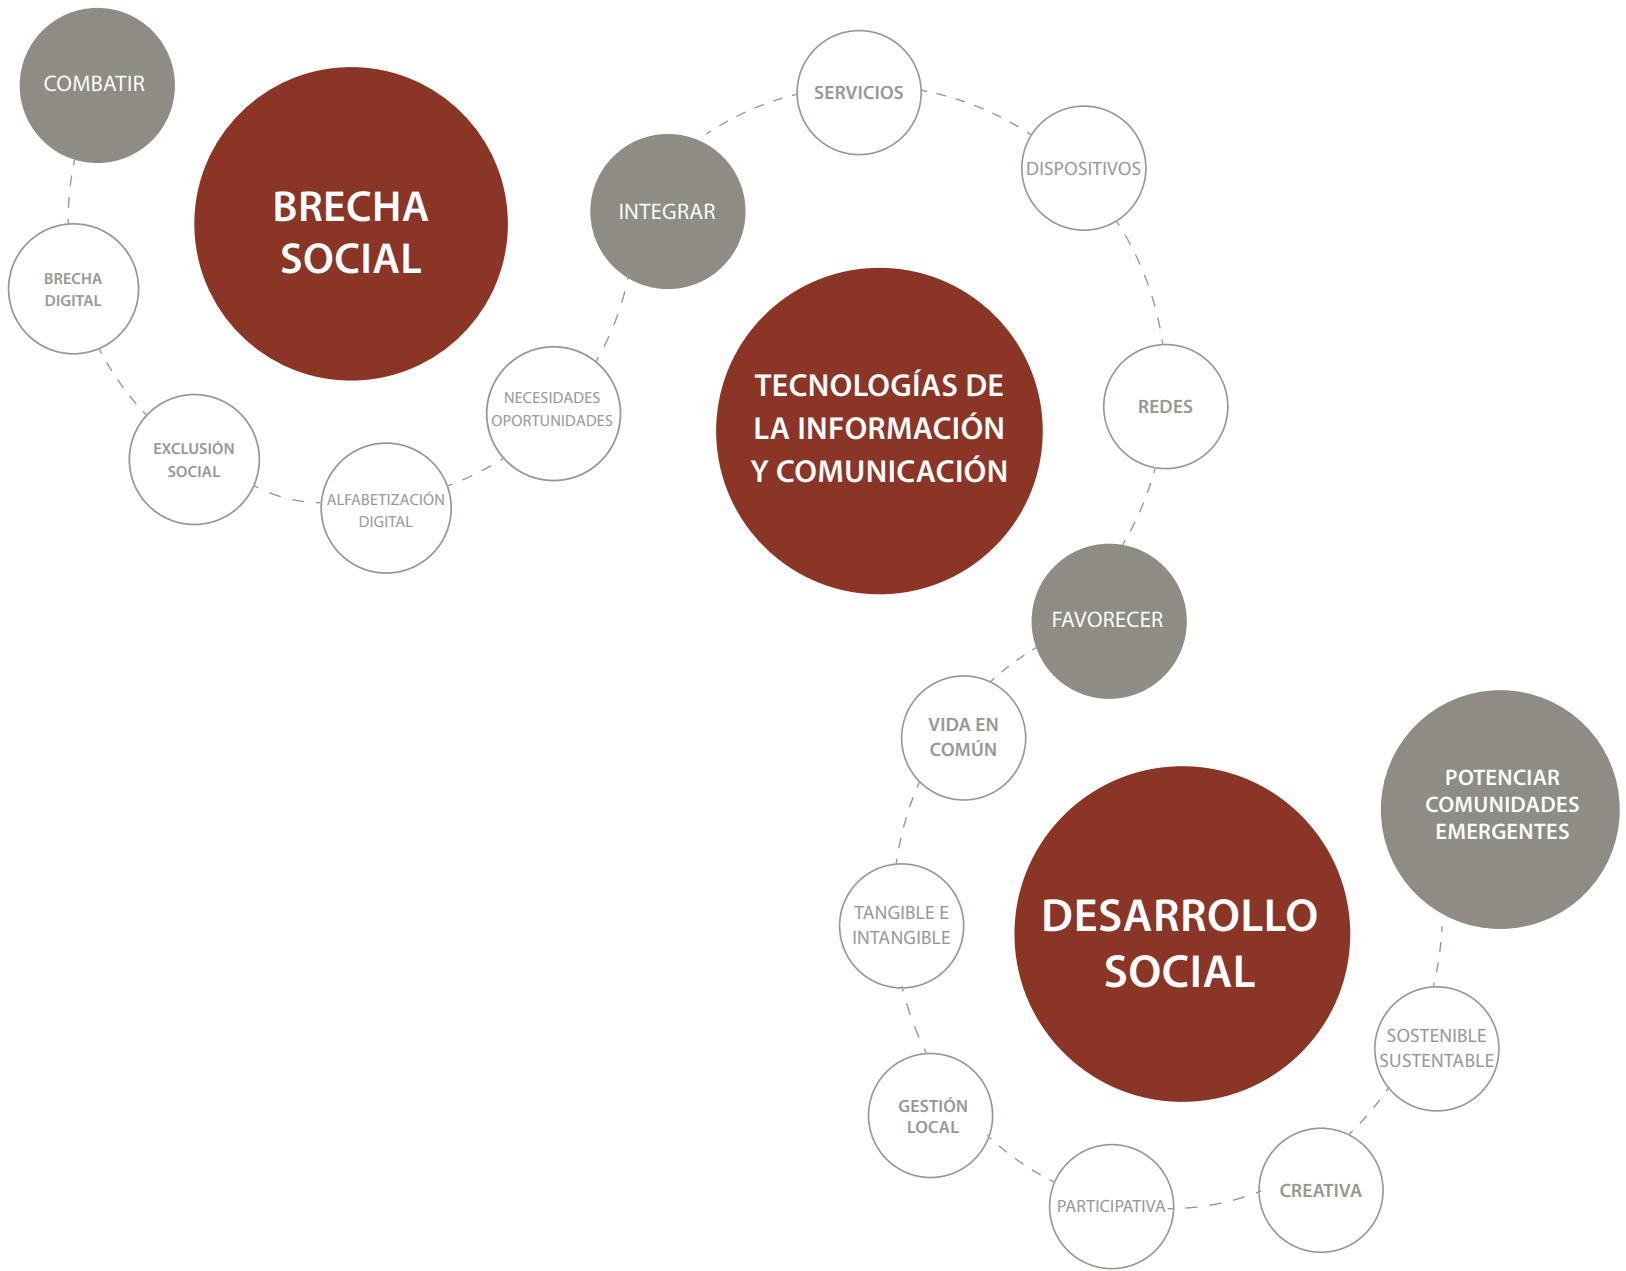 COMBATIR
BRECHA
SOCIAL
BRECHA
DIGITAL
EXCLUSIÓN
SOCIAL
ALFABETIZACIÓN
DIGITAL
NECESIDADES
OPORTUNIDADES
INTEGRAR
SERVICIOS
DISPOSITIVOS
REDES
TECNOLOGÍAS DE
LA INFORMACIÓN
Y COMUNICACIÓN
FAVORECER
VIDA EN
COMÚN
TANGIBLE E
INTANGIBLE
GESTIÓN
LOCAL
PARTICIPATIVA
CREATIVA
SOSTENIBLE
SUSTENTABLE
DESARROLLO
SOCIAL
POTENCIAR
COMUNIDADES
EMERGENTES